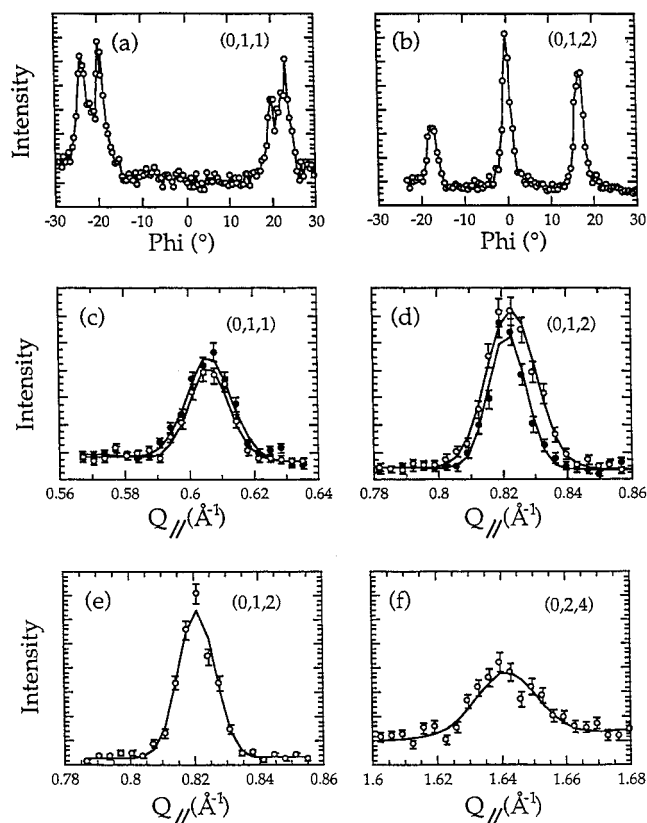 (a) (0,1,1) (b) (0,1,2)
Intensity
-30 -20 -10 0 10 20 30 -30 -20 -10 0 10 20 30
Phi (°) Phi (°)
(c) (0,1,1) (d) (0,1,2)
Intensity
0.56 0.58 0.6 0.62 0.64 0.78 0.8 0.82 0.84 0.86
Q//(Å-1) Q//(Å-1)
(e) (0,1,2) (f) (0,2,4)
Intensity
0.78 0.8 0.82 0.84 0.86 1.6 1.62 1.64 1.66 1.68
Q//(Å-1) Q//(Å-1)